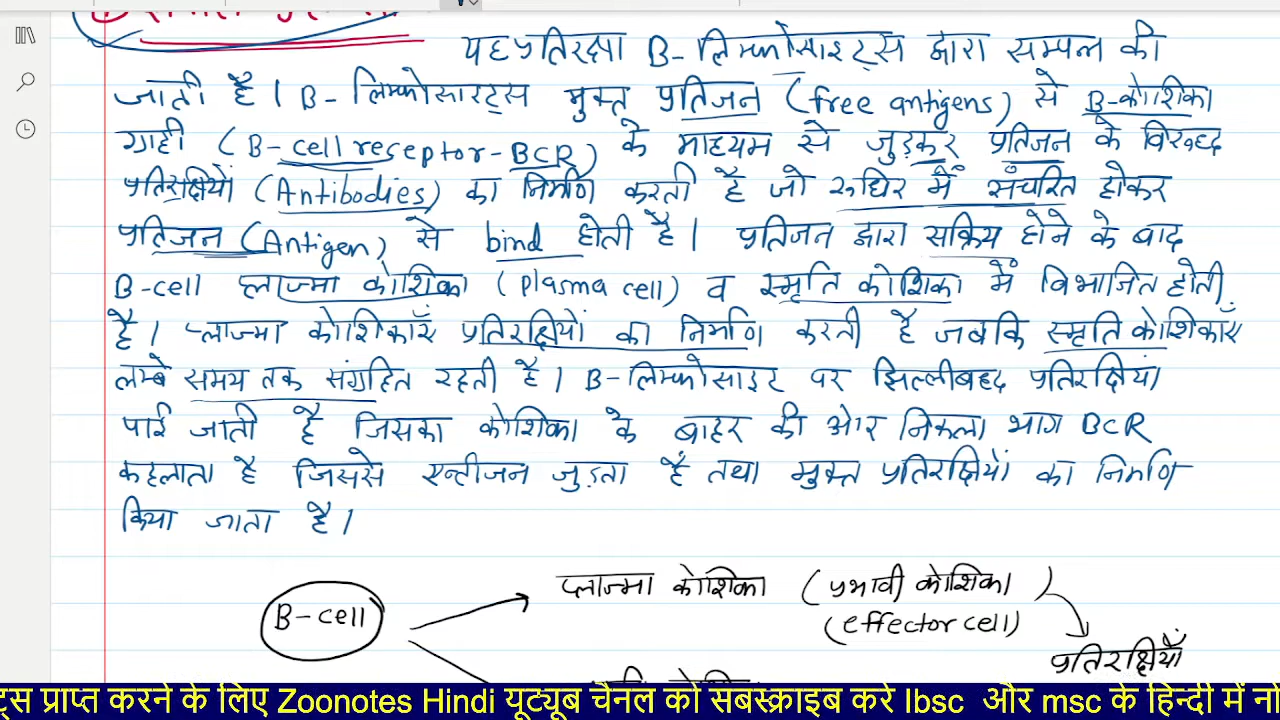 यह प्रतिरक्षा B-लिम्फोसाइट्स द्वारा सम्पन्न की
जाती है। B-लिम्फोसाइट्स मुक्त प्रतिजन (free antigens) से B-कोशिका
ग्राही (B-cell receptor-BCR) के माध्यम से जुड़कर प्रतिजन के विरुद्ध
प्रतिरक्षियों (Antibodies) का निर्माण करती है जो रुधिर में संचरित होकर
प्रतिजन (Antigen) से bind होती है। प्रतिजन द्वारा सक्रिय होने के बाद
B-cell प्लाज्मा कोशिका (plasma cell) व स्मृति कोशिका में विभाजित होती
है। प्लाज्मा कोशिकाएँ प्रतिरक्षियों का निर्माण करती है जबकि स्मृति कोशिकाएँ
लम्बे समय तक संग्रहित रहती है। B-लिम्फोसाइट पर झिल्लीबद्ध प्रतिरक्षियां
पाई जाती है जिसका कोशिका के बाहर की ओर निकला भाग BCR
कहलाता है जिससे एन्टीजन जुड़ता है तथा मुक्त प्रतिरक्षियों का निर्माण
किया जाता है।
प्लाज्मा कोशिका (प्रभावी कोशिका)
B-cell
(effector cell)
प्रतिरक्षियाँ
ट्स प्राप्त करने के लिए Zoonotes Hindi यूट्यूब चैनल को सबस्क्राइब करे Ibsc और msc के हिन्दी में नो